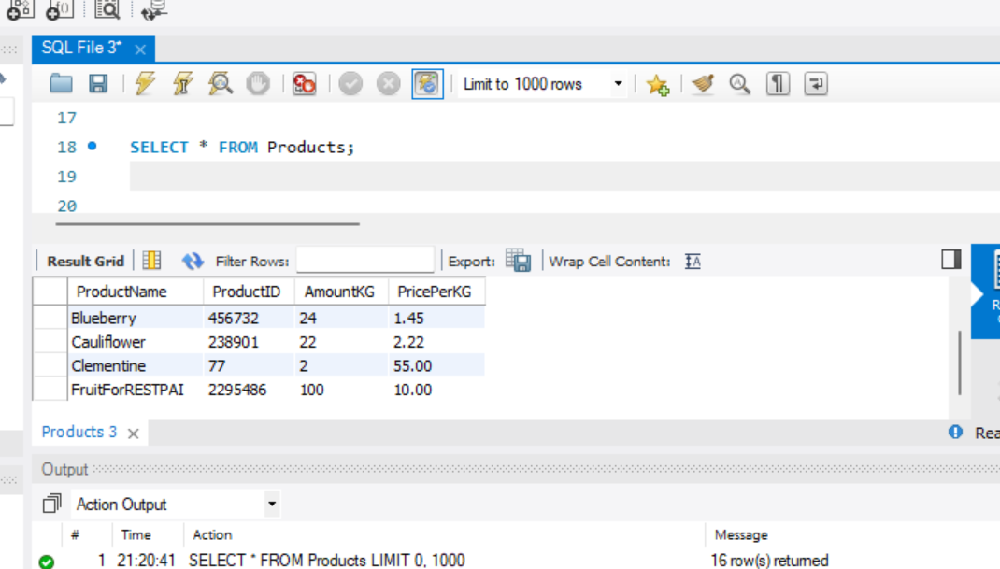 SQL File 3*
Limit to 1000 rows
17
18 SELECT * FROM Products;
19
20
Result Grid Filter Rows: Export: Wrap Cell Content:
ProductName ProductID AmountKG PricePerKG
Blueberry 456732 24 1.45
Cauliflower 238901 22 2.22
Clementine 77 2 55.00
FruitForRESTPAI 2295486 100 10.00
Products 3
Output
Action Output
# Time Action Message
1 21:20:41 SELECT * FROM Products LIMIT 0, 1000 16 row(s) returned